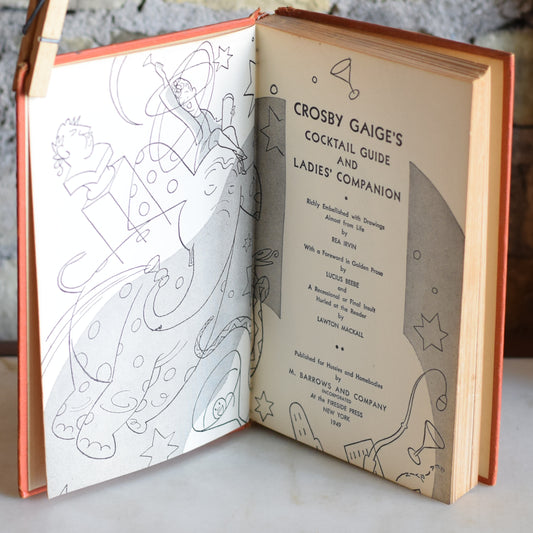 CROSBY GAIGE'S
COCKTAIL GUIDE
AND
LADIES' COMPANION
Richly Embellished with Drawings
Almost from Life
by
REA IRVIN
With a Foreword in Golden Prose
by
LUCIUS BEEBE
and
A Recessional or Final Insult
Hurled at the Reader
by
LAWTON MACKALL
Published for Hussies and Homebodies
by
M. BARROWS AND COMPANY
INCORPORATED
At the FIRESIDE PRESS
NEW YORK
1949